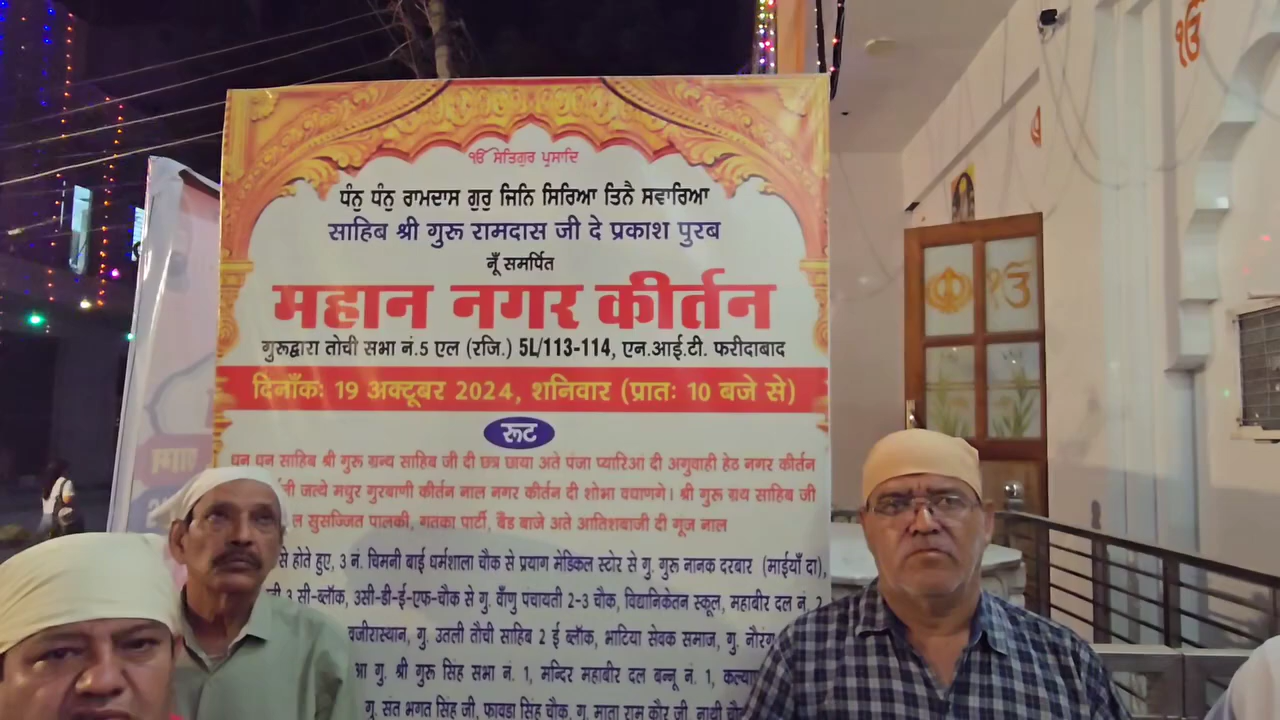 ੴ ਸਤਿਗੁਰ ਪ੍ਰਸਾਦਿ
ਧੰਨੁ ਧੰਨੁ ਰਾਮਦਾਸ ਗੁਰੁ ਜਿਨਿ ਸਿਰਿਆ ਤਿਨੈ ਸਵਾਰਿਆ
साहिब श्री गुरू रामदास जी दे प्रकाश पुरब
नूँ समर्पित
महान नगर कीर्तन
गुरूद्वारा तोची सभा नं.5 एल (रजि.) 5L/113-114, एन.आई.टी. फरीदाबाद
दिनाँकः 19 अक्टूबर 2024, शनिवार (प्रातः 10 बजे से)
रूट
धन धन साहिब श्री गुरू ग्रन्थ साहिब जी दी छत्र छाया अते पंजा प्यारिआं दी अगुवाही हेठ नगर कीर्तन
जत्थे मधुर गुरबाणी कीर्तन नाल नगर कीर्तन दी शोभा वधाणगे। श्री गुरू ग्रंथ साहिब जी
सुसज्जित पालकी, गतका पार्टी, बैंड बाजे अते आतिशबाजी दी गूंज नाल
से होते हुए, 3 नं. चिमनी बाई धर्मशाला चौक से प्रयाग मेडिकल स्टोर से गु. गुरू नानक दरबार (माईयाँ दा),
3 सी-ब्लॉक, उसी-डी-ई-एफ-चौक से गु. वाँणु पंचायती 2-3 चौक, विद्यानिकेतन स्कूल, महाबीर दल नं. 2
वजीरास्थान, गु. उतली तौची साहिब 2 ई ब्लॉक, भाटिया सेवक समाज, गु.
गु. श्री गुरू सिंह सभा नं. 1, मन्दिर महाबीर दल बन्नू नं. 1,
गु. संत भगत सिंह जी, फावड़ा सिंह चौक, गु. माता राम कौर जी,
ੴ
ੴ